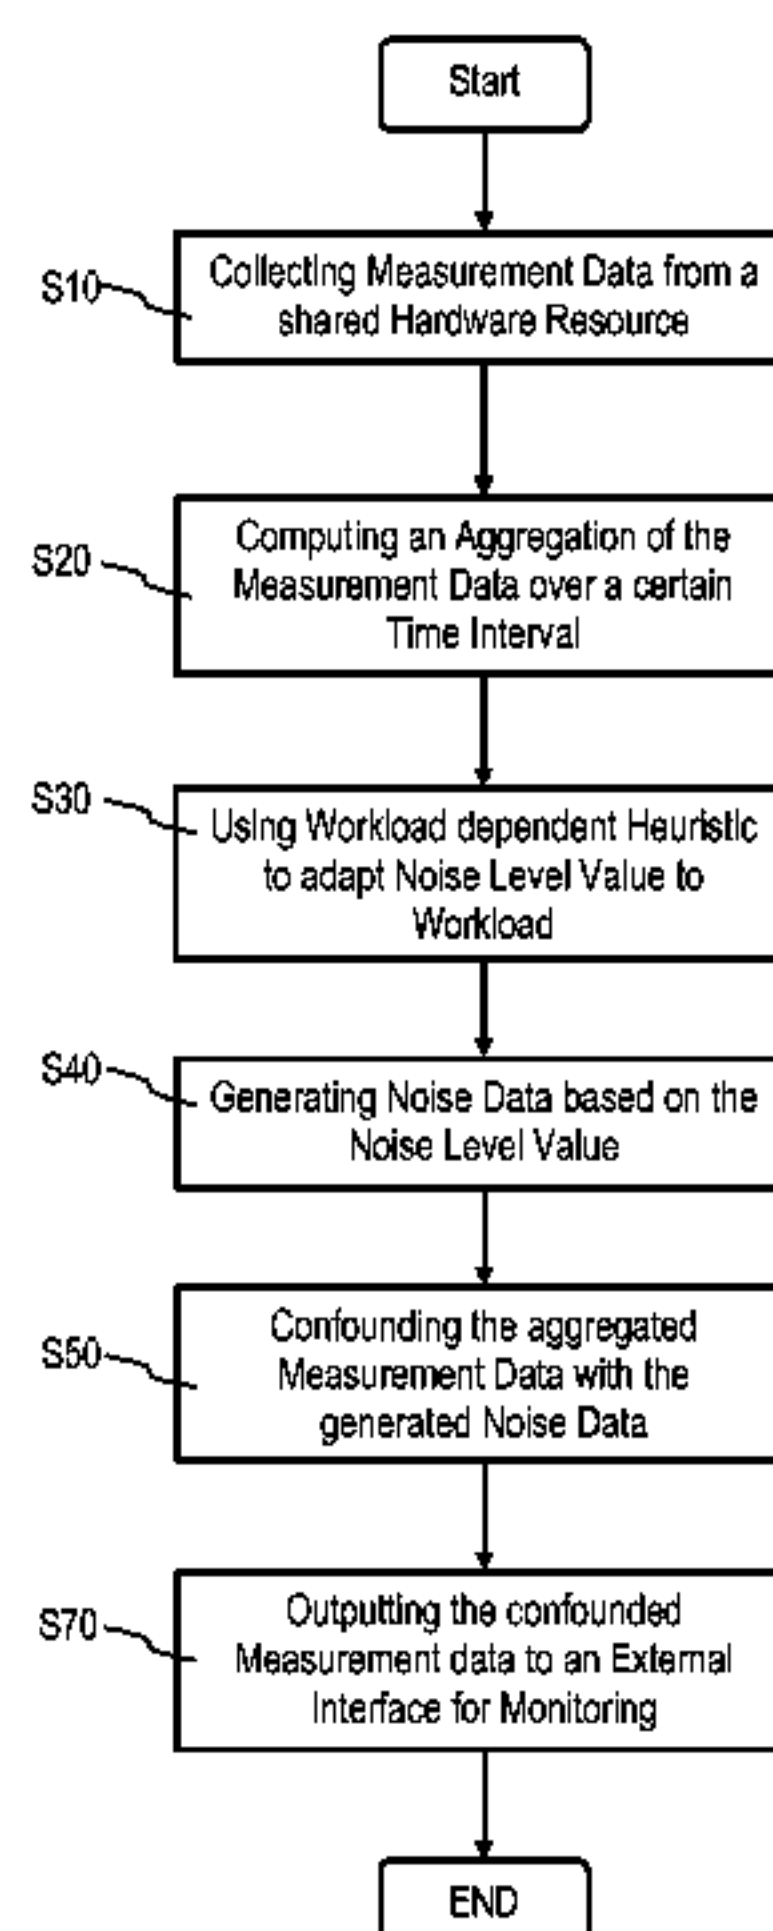 Start
S10
Collecting Measurement Data from a
shared Hardware Resource
S20
Computing an Aggregation of the
Measurement Data over a certain
Time Interval
S30
Using Workload dependent Heuristic
to adapt Noise Level Value to
Workload
S40
Generating Noise Data based on the
Noise Level Value
S50
Confounding the aggregated
Measurement Data with the
generated Noise Data
S70
Outputting the confounded
Measurement data to an External
Interface for Monitoring
END